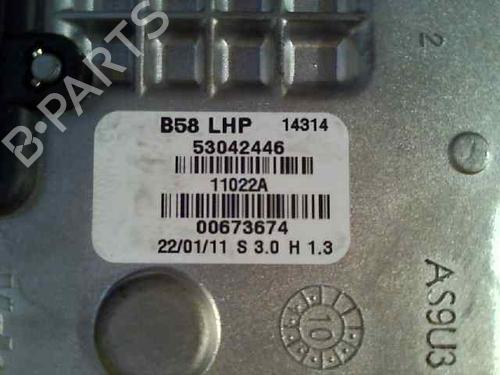 B58 LHP 14314
53042446
11022A
00673674
22/01/11 S 3.0 H 1.3
2
AS9U3
10
B-PARTS